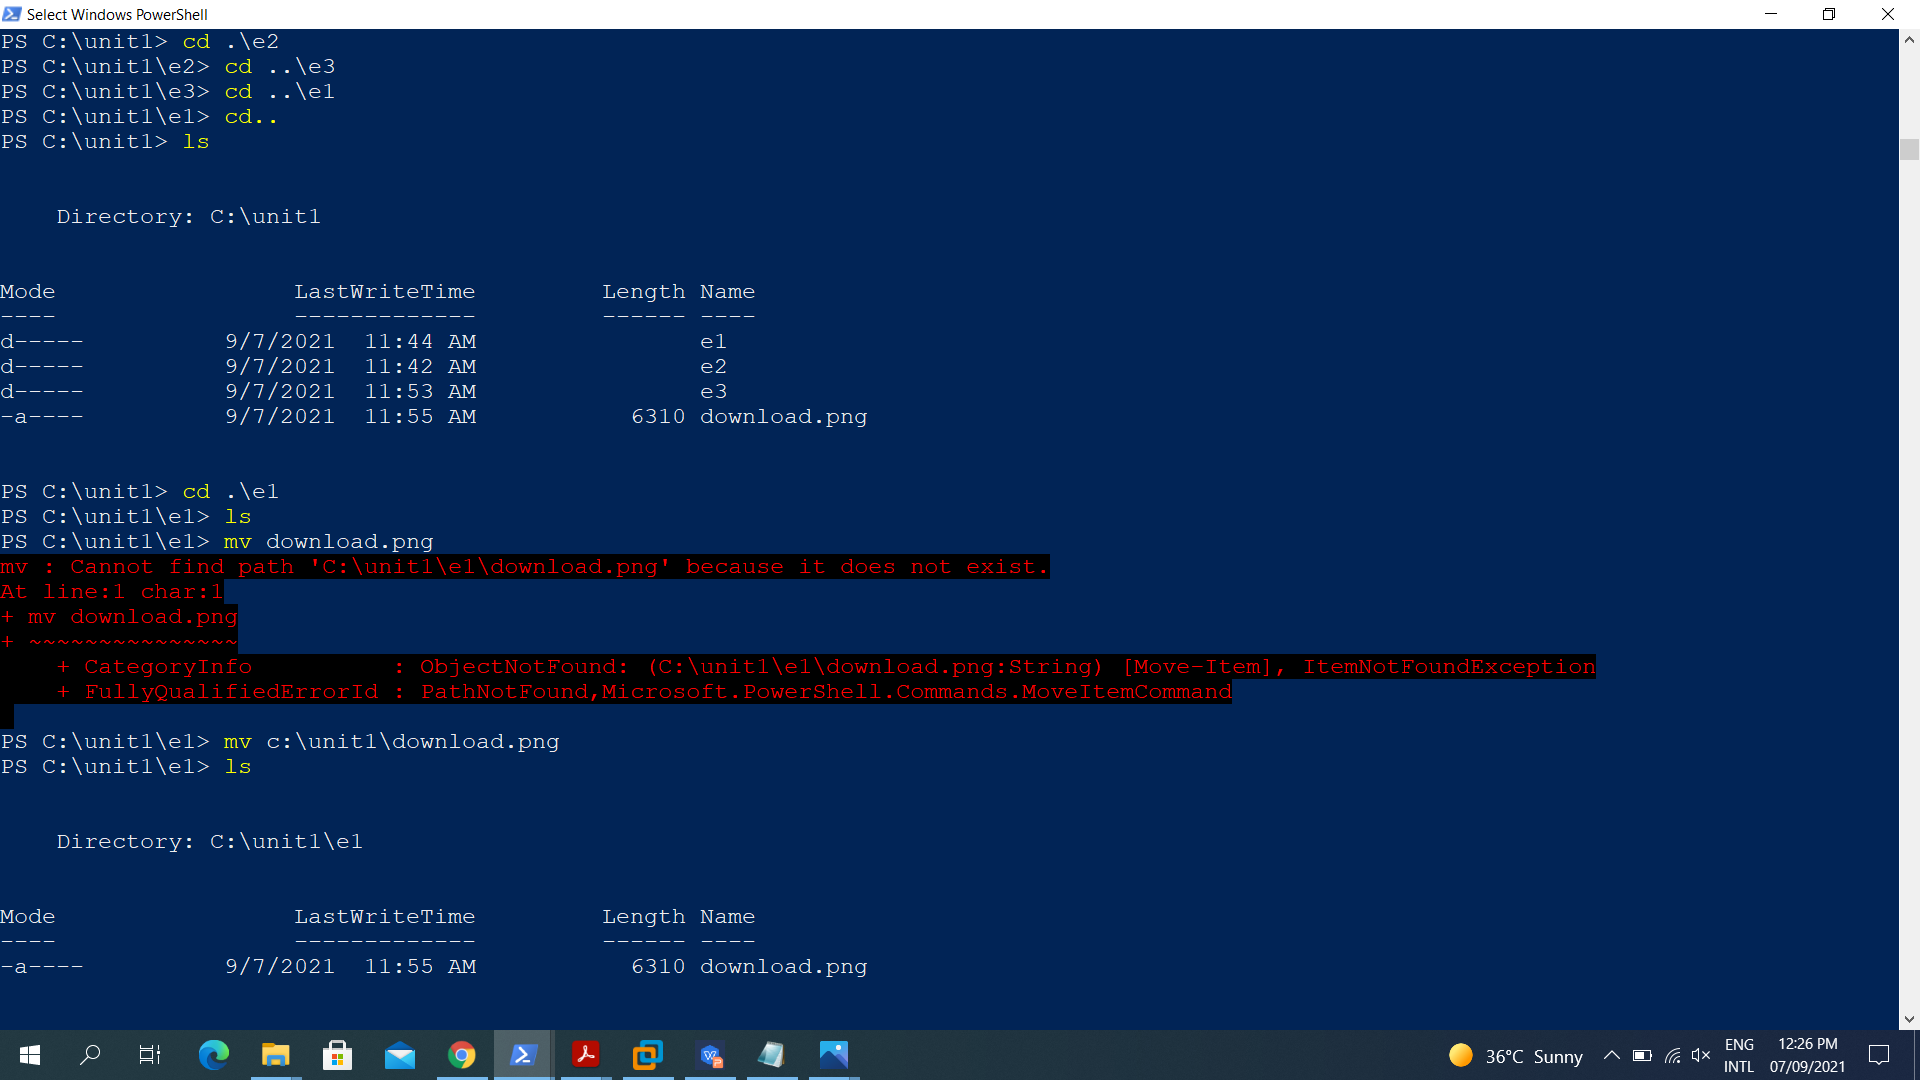 Select Windows PowerShell
PS C:\unit1> cd .\e2
PS C:\unit1\e2> cd ..\e3
PS C:\unit1\e3> cd ..\e1
PS C:\unit1\e1> cd..
PS C:\unit1> ls
    Directory: C:\unit1
Mode                 LastWriteTime         Length Name
----                 -------------         ------ ----
d-----          9/7/2021  11:44 AM                e1
d-----          9/7/2021  11:42 AM                e2
d-----          9/7/2021  11:53 AM                e3
-a----          9/7/2021  11:55 AM           6310 download.png
PS C:\unit1> cd .\e1
PS C:\unit1\e1> ls
PS C:\unit1\e1> mv download.png
mv : Cannot find path 'C:\unit1\e1\download.png' because it does not exist.
At line:1 char:1
+ mv download.png
+ ~~~~~~~~~~~~~~~
    + CategoryInfo          : ObjectNotFound: (C:\unit1\e1\download.png:String) [Move-Item], ItemNotFoundException
    + FullyQualifiedErrorId : PathNotFound,Microsoft.PowerShell.Commands.MoveItemCommand
PS C:\unit1\e1> mv c:\unit1\download.png
PS C:\unit1\e1> ls
    Directory: C:\unit1\e1
Mode                 LastWriteTime         Length Name
----                 -------------         ------ ----
-a----          9/7/2021  11:55 AM           6310 download.png
36°C Sunny
ENG
INTL
12:26 PM
07/09/2021